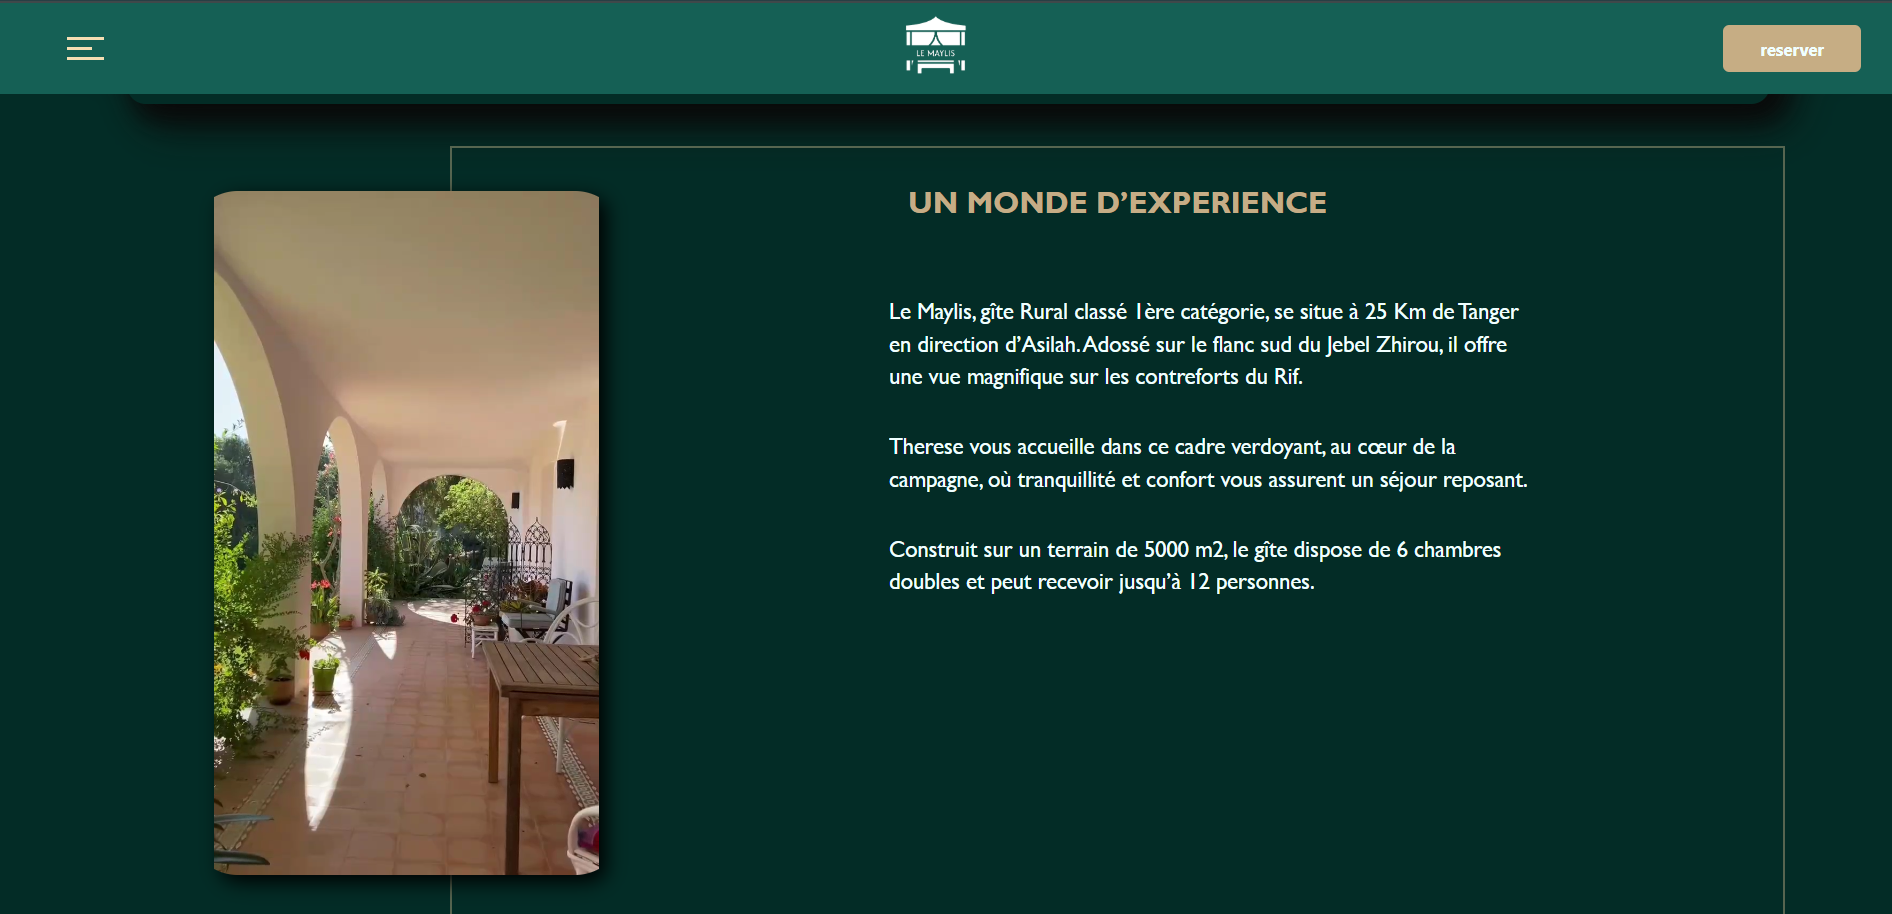 LE MAYLIS
reserver
UN MONDE D’EXPERIENCE
Le Maylis, gîte Rural classé 1ère catégorie, se situe à 25 Km de Tanger
en direction d’Asilah. Adossé sur le flanc sud du Jebel Zhirou, il offre
une vue magnifique sur les contreforts du Rif.
Therese vous accueille dans ce cadre verdoyant, au cœur de la
campagne, où tranquillité et confort vous assurent un séjour reposant.
Construit sur un terrain de 5000 m2, le gîte dispose de 6 chambres
doubles et peut recevoir jusqu’à 12 personnes.